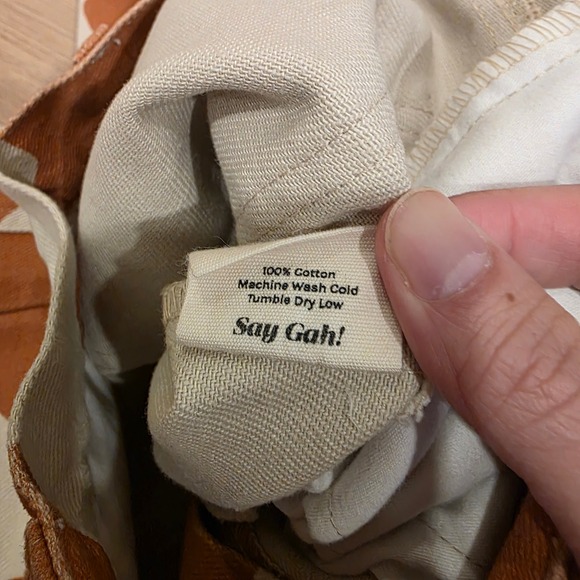 100% Cotton
Machine Wash Cold
Tumble Dry Low
Say Gah!